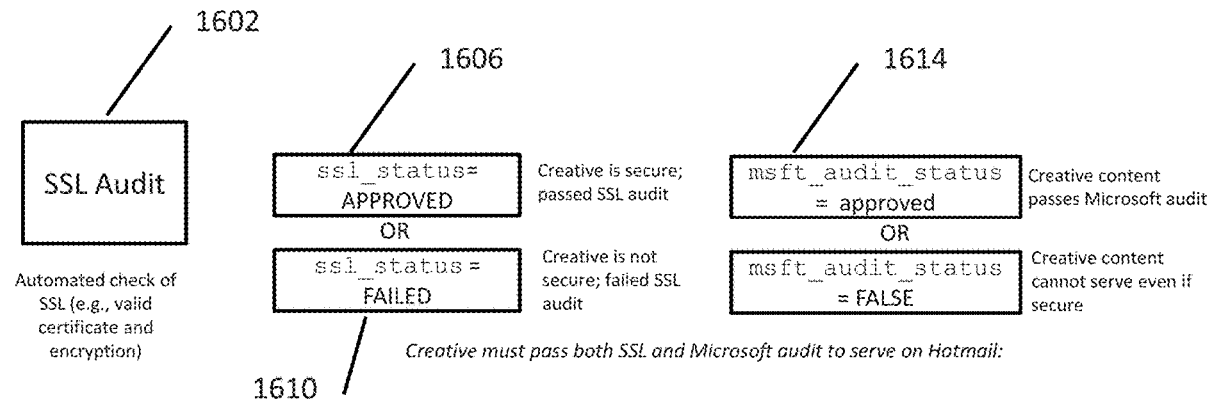 1602
1606
1614
SSL Audit
Automated check of
SSL (e.g., valid
certificate and
encryption)
ssl_status=
APPROVED
Creative is secure;
passed SSL audit
OR
ssl_status =
FAILED
Creative is not
secure; failed SSL
audit
msft_audit_status
= approved
Creative content
passes Microsoft audit
OR
msft_audit_status
= FALSE
Creative content
cannot serve even if
secure
Creative must pass both SSL and Microsoft audit to serve on Hotmail:
1610